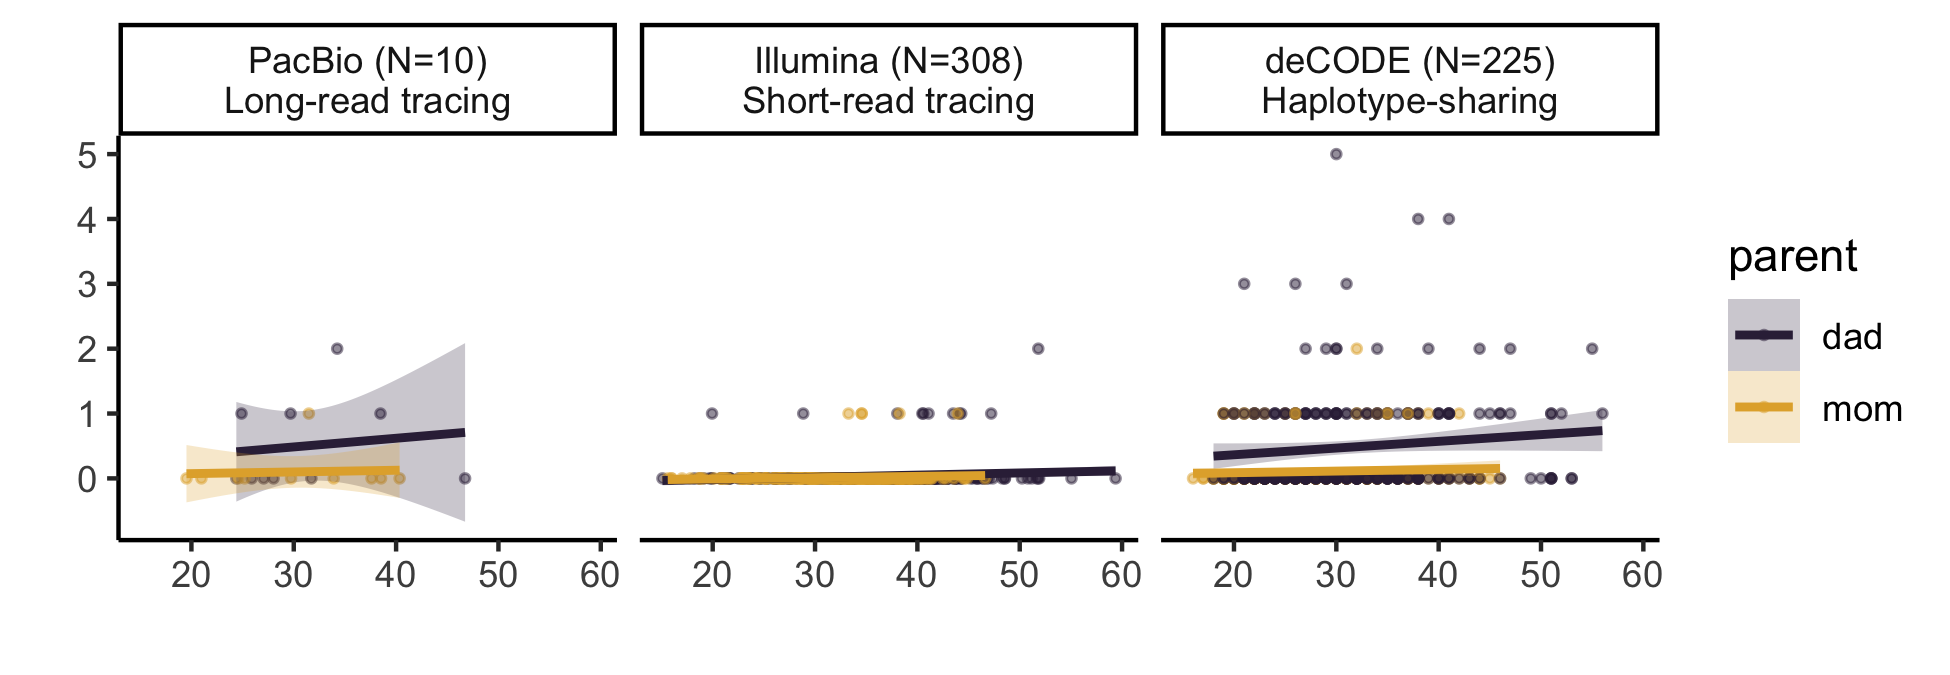 PacBio (N=10)
Long-read tracing
Illumina (N=308)
Short-read tracing
deCODE (N=225)
Haplotype-sharing
5
4
3
2
1
0
20 30 40 50 60
20 30 40 50 60
20 30 40 50 60
parent
dad
mom